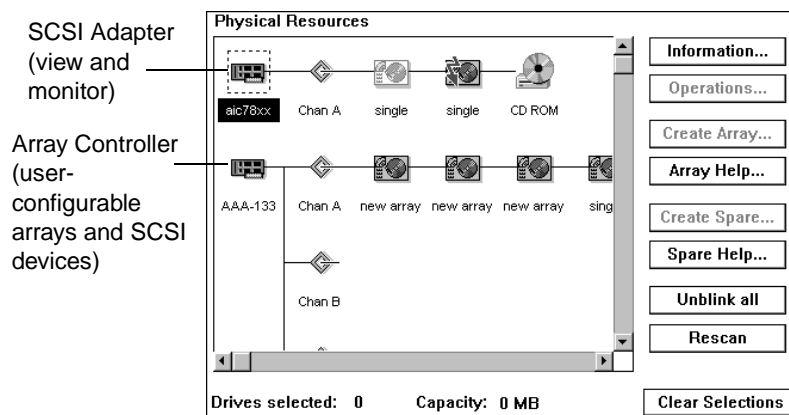 SCSI Adapter
(view and
monitor)
Array Controller
(user-
configurable
arrays and SCSI
devices)
Physical Resources
aic78xx
Chan A
single
single
CD ROM
AAA-133
Chan A
new array
new array
new array
sing
Chan B
Information...
Operations...
Create Array...
Array Help...
Create Spare...
Spare Help...
Unblink all
Rescan
Drives selected: 0 Capacity: 0 MB
Clear Selections